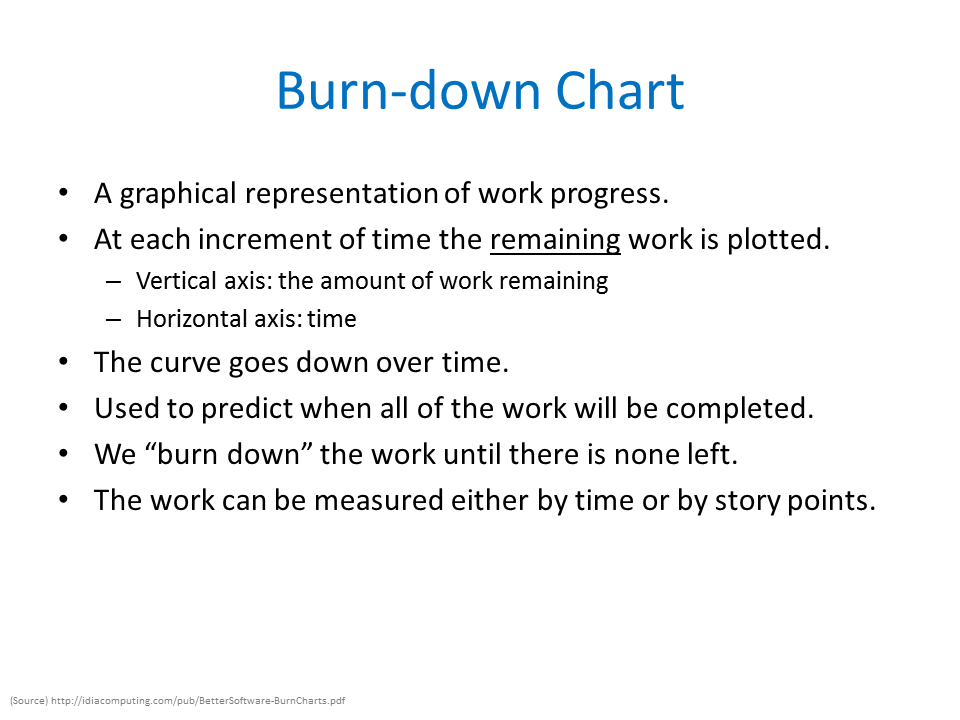 Burn-down Chart
• A graphical representation of work progress.
• At each increment of time the remaining work is plotted.
– Vertical axis: the amount of work remaining
– Horizontal axis: time
• The curve goes down over time.
• Used to predict when all of the work will be completed.
• We “burn down” the work until there is none left.
• The work can be measured either by time or by story points.
(Source) http://idiacomputing.com/pub/BetterSoftware-BurnCharts.pdf